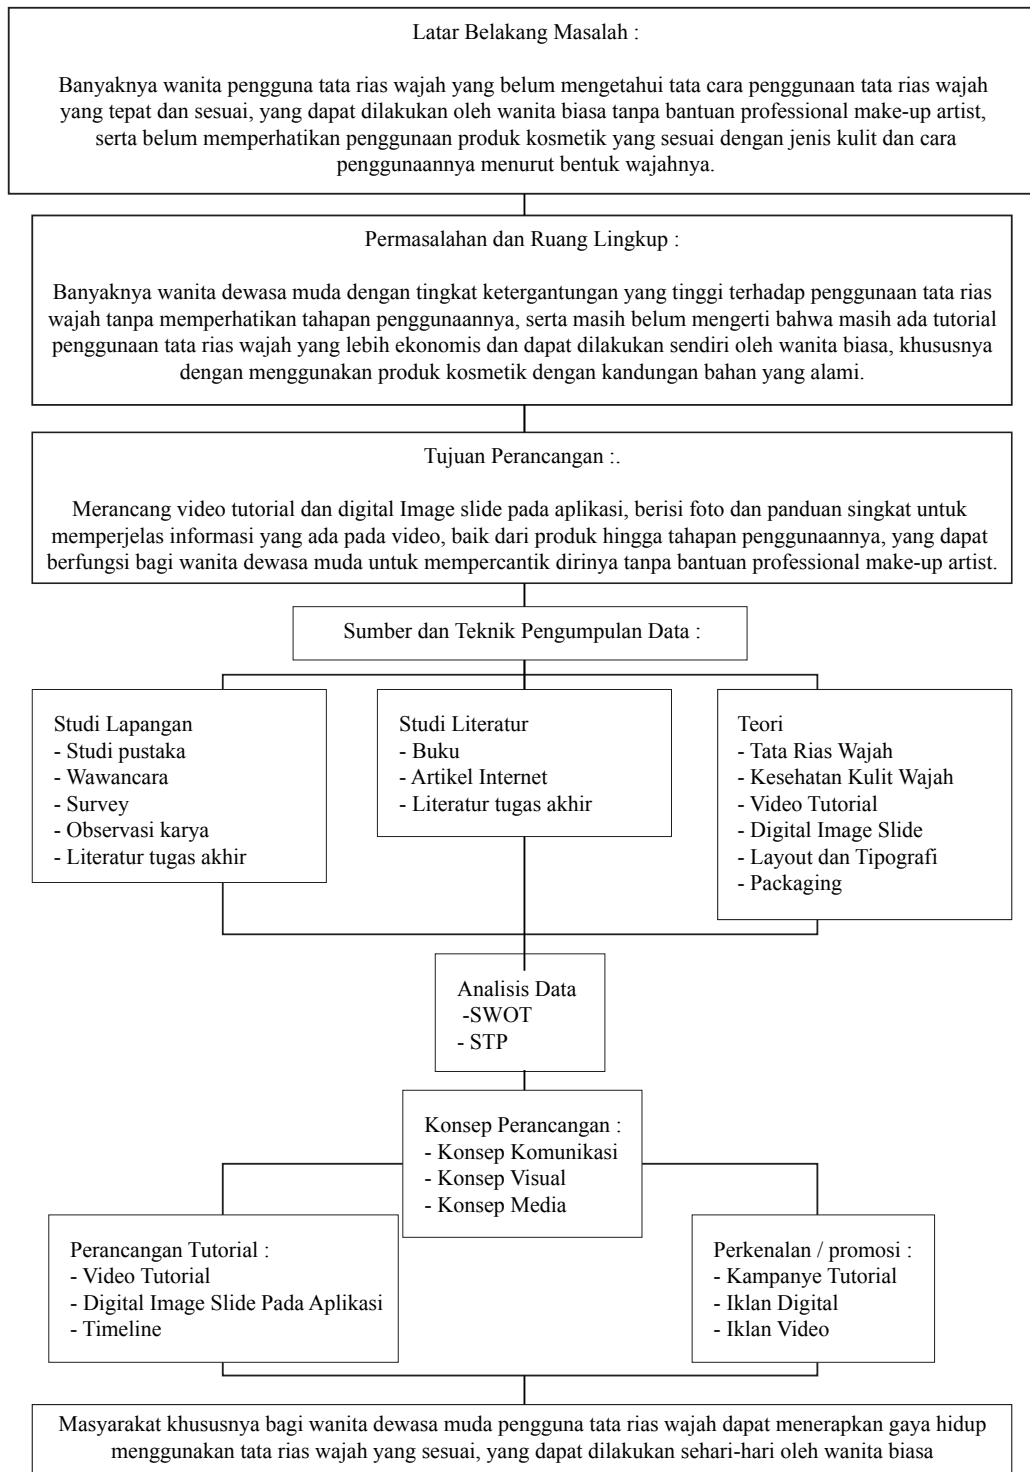 Latar Belakang Masalah :
Banyaknya wanita pengguna tata rias wajah yang belum mengetahui tata cara penggunaan tata rias wajah
yang tepat dan sesuai, yang dapat dilakukan oleh wanita biasa tanpa bantuan professional make-up artist,
serta belum memperhatikan penggunaan produk kosmetik yang sesuai dengan jenis kulit dan cara
penggunaannya menurut bentuk wajahnya.
Permasalahan dan Ruang Lingkup :
Banyaknya wanita dewasa muda dengan tingkat ketergantungan yang tinggi terhadap penggunaan tata rias
wajah tanpa memperhatikan tahapan penggunaannya, serta masih belum mengerti bahwa masih ada tutorial
penggunaan tata rias wajah yang lebih ekonomis dan dapat dilakukan sendiri oleh wanita biasa, khususnya
dengan menggunakan produk kosmetik dengan kandungan bahan yang alami.
Tujuan Perancangan :.
Merancang video tutorial dan digital Image slide pada aplikasi, berisi foto dan panduan singkat untuk
memperjelas informasi yang ada pada video, baik dari produk hingga tahapan penggunaannya, yang dapat
berfungsi bagi wanita dewasa muda untuk mempercantik dirinya tanpa bantuan professional make-up artist.
Sumber dan Teknik Pengumpulan Data :
Studi Lapangan
- Studi pustaka
- Wawancara
- Survey
- Observasi karya
- Literatur tugas akhir
Studi Literatur
- Buku
- Artikel Internet
- Literatur tugas akhir
Teori
- Tata Rias Wajah
- Kesehatan Kulit Wajah
- Video Tutorial
- Digital Image Slide
- Layout dan Tipografi
- Packaging
Analisis Data
-SWOT
- STP
Konsep Perancangan :
- Konsep Komunikasi
- Konsep Visual
- Konsep Media
Perancangan Tutorial :
- Video Tutorial
- Digital Image Slide Pada Aplikasi
- Timeline
Perkenalan / promosi :
- Kampanye Tutorial
- Iklan Digital
- Iklan Video
Masyarakat khususnya bagi wanita dewasa muda pengguna tata rias wajah dapat menerapkan gaya hidup
menggunakan tata rias wajah yang sesuai, yang dapat dilakukan sehari-hari oleh wanita biasa